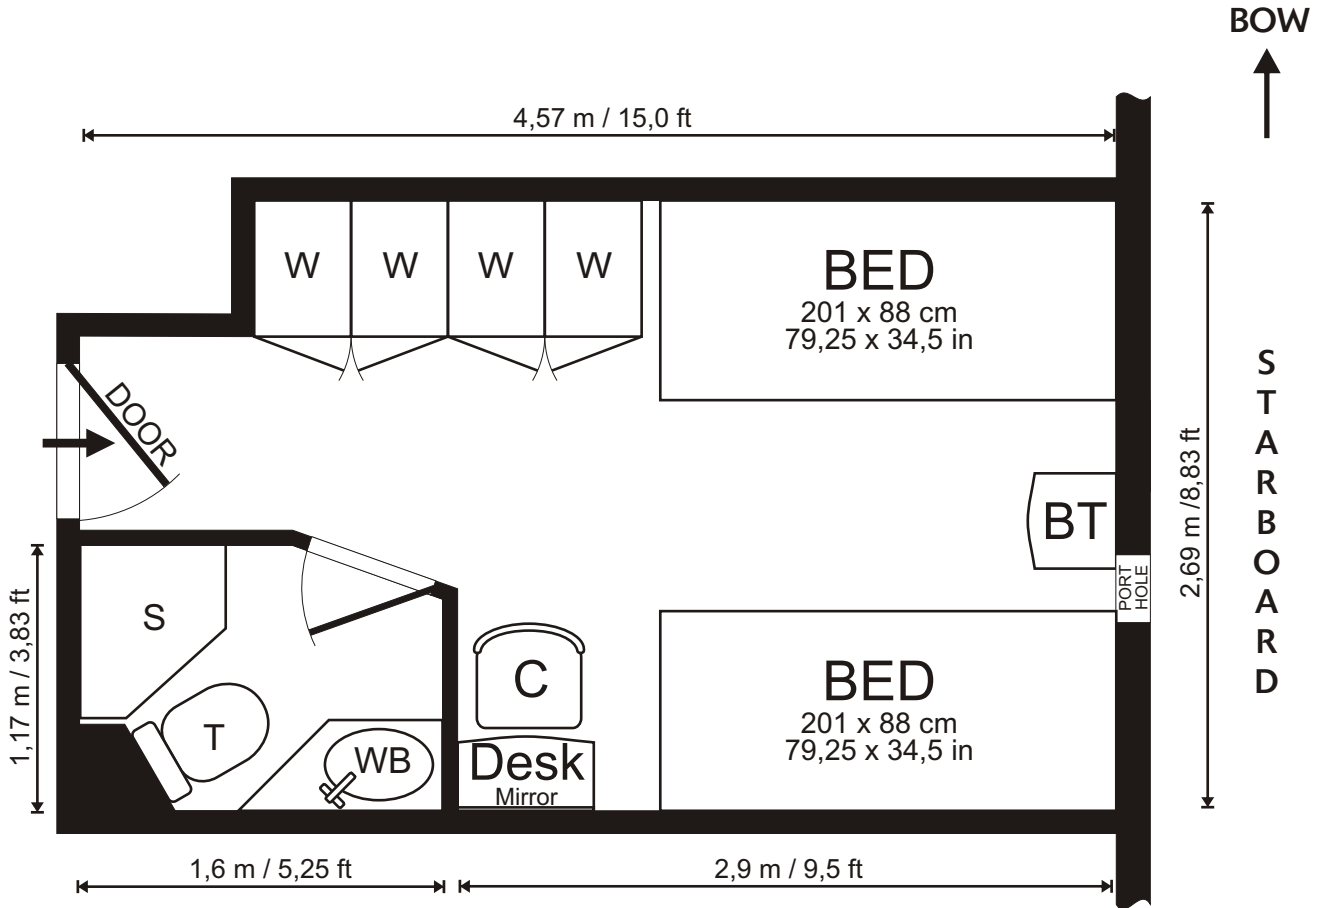 BOW
4,57 m / 15,0 ft
W
W
W
W
BED
201 x 88 cm
79,25 x 34,5 in
DOOR
STARBOARD
2,69 m /8,83 ft
BT
PORT
HOLE
1,17 m / 3,83 ft
S
T
WB
C
Desk
Mirror
BED
201 x 88 cm
79,25 x 34,5 in
1,6 m / 5,25 ft
2,9 m / 9,5 ft